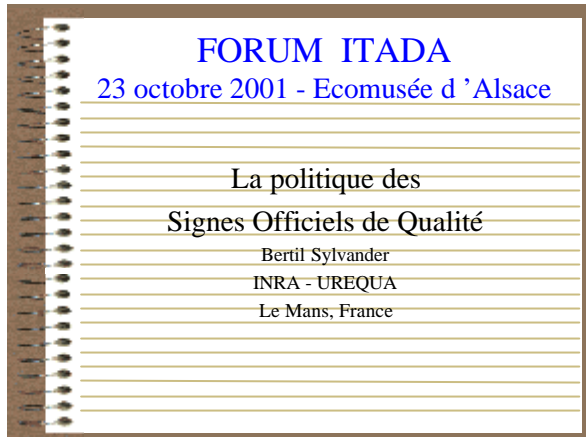 FORUM ITADA
23 octobre 2001 - Ecomusée d ’Alsace
La politique des
Signes Officiels de Qualité
Bertil Sylvander
INRA - UREQUA
Le Mans, France